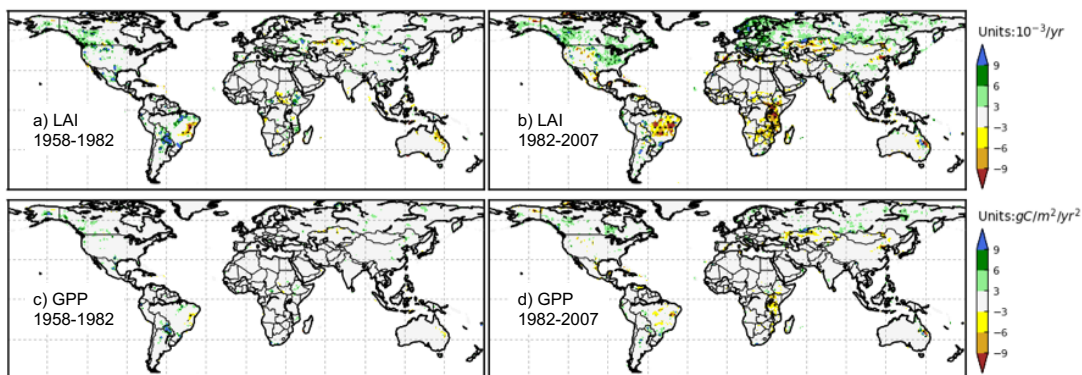 Units:10⁻³/yr
a) LAI
1958-1982
b) LAI
1982-2007
9
6
3
−3
−6
−9
Units:gC/m²/yr²
c) GPP
1958-1982
d) GPP
1982-2007
9
6
3
−3
−6
−9